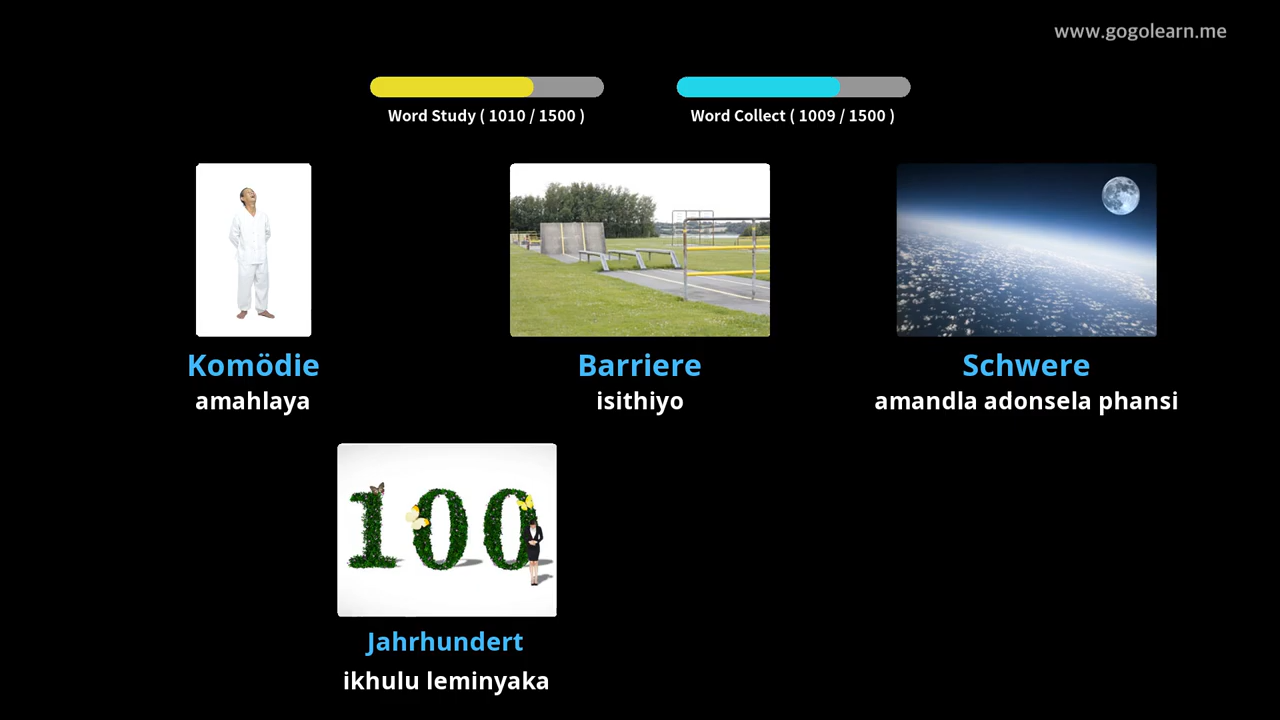 www.gogolearn.me
Word Study ( 1010 / 1500 )
Word Collect ( 1009 / 1500 )
Komödie
amahlaya
Barriere
isithiyo
Schwere
amandla adonsela phansi
100
Jahrhundert
ikhulu leminyaka